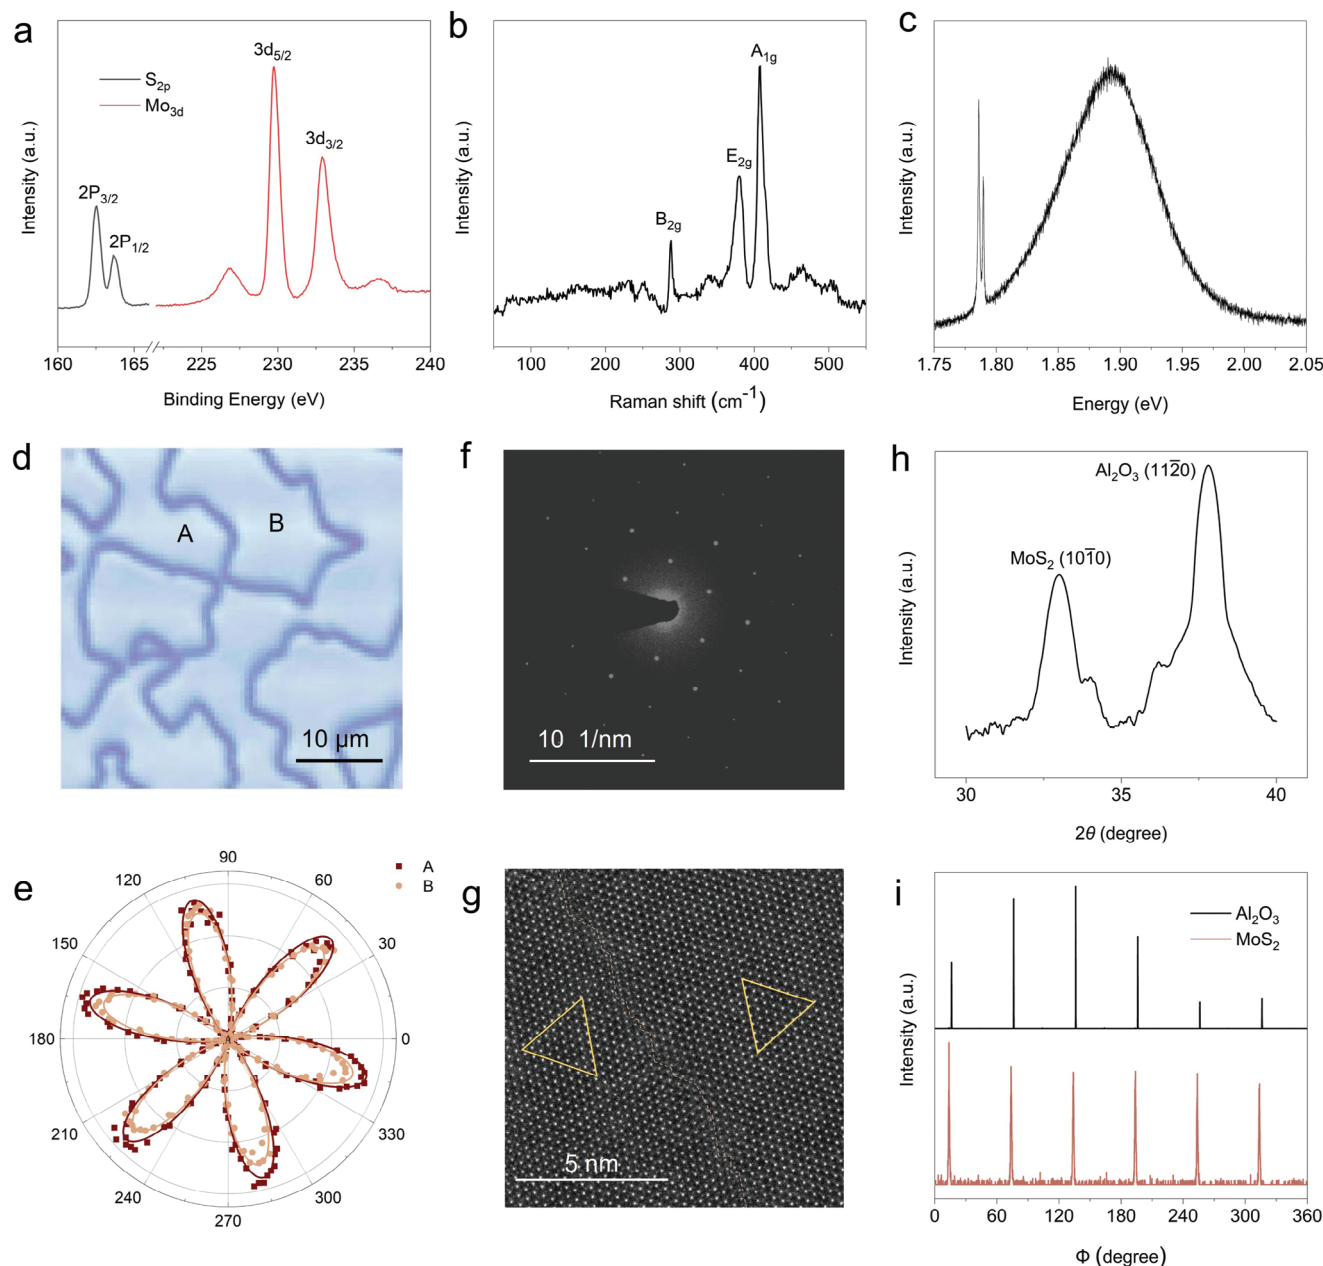 a
S2p
Mo3d
2P3/2
2P1/2
3d5/2
3d3/2
Intensity (a.u.)
160 165 225 230 235 240
Binding Energy (eV)
b
B2g
E2g
A1g
Intensity (a.u.)
100 200 300 400 500
Raman shift (cm-1)
c
Intensity (a.u.)
1.75 1.80 1.85 1.90 1.95 2.00 2.05
Energy (eV)
d
A
B
10 μm
f
10 1/nm
h
MoS2 (101̅0)
Al2O3 (112̅0)
Intensity (a.u.)
30 35 40
2θ (degree)
e
A
B
90
120 60
150 30
180 0
210 330
240 300
270
g
5 nm
i
Al2O3
MoS2
Intensity (a.u.)
0 60 120 180 240 300 360
Φ (degree)